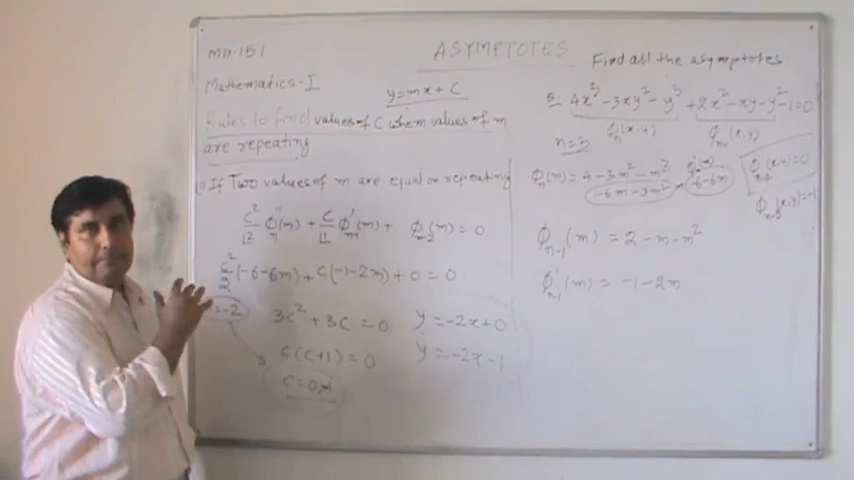 MD-151
ASYMPTOTES
Find all the asymptotes
Mathematics-I
y=mx+C
Rules to find values of C when values of m
are repeating
(1) If Two values of m are equal or repeating
c²/⌊2 φ''ₙ(m) + c/⌊1 φ'ₙ₋₁(m) + φₙ₋₂(m) = 0
c²/2 (-6-6m) + c(-1-2m) + 0 = 0
=-2
3c² + 3c = 0
y = -2x+0
c(c+1) = 0
y = -2x-1
c=0,-1
4x³-3xy²-y³+2x²-xy-y²-1=0
φₙ(x,y)
φₙ₋₁(x,y)
n=3
φₙ(m) = 4-3m²-m³
-6m-3m²
-6-6m
φₙ₋₂(x,y)=0
φₙ₋₃(x,y)=-1
φₙ₋₁(m) = 2-m-m²
φ'ₙ₋₁(m) = -1-2m